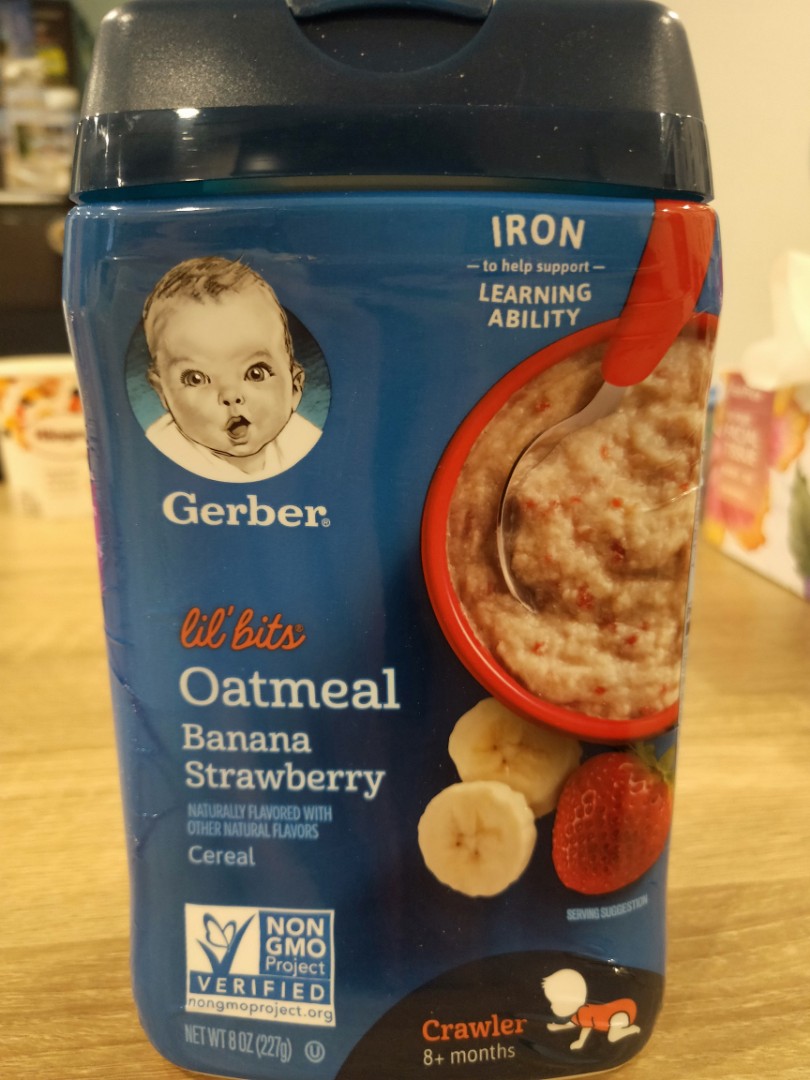 IRON
to help support
LEARNING
ABILITY
Gerber®
lil' bits®
Oatmeal
Banana
Strawberry
NATURALLY FLAVORED WITH
OTHER NATURAL FLAVORS
Cereal
SERVING SUGGESTION
NON
GMO
Project
VERIFIED
nongmoproject.org
NET WT 8 OZ (227g) U
Crawler
8+ months